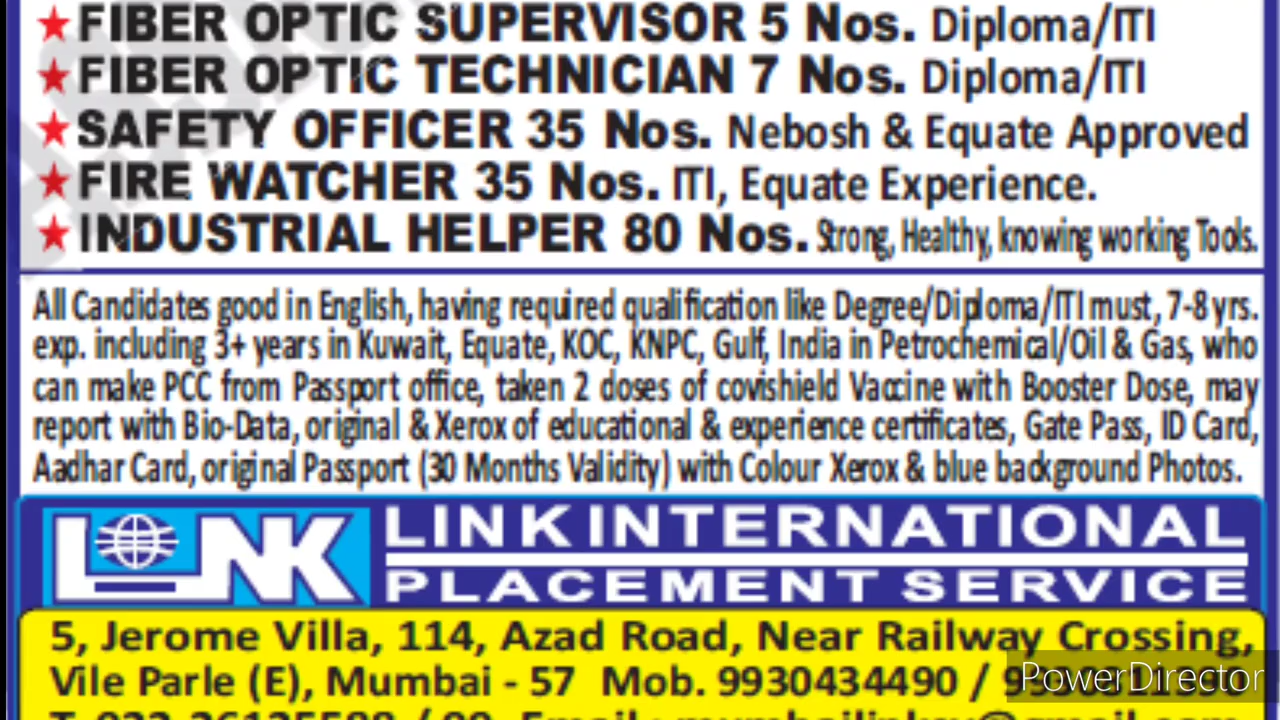 ★FIBER OPTIC SUPERVISOR 5 Nos. Diploma/ITI
★FIBER OPTIC TECHNICIAN 7 Nos. Diploma/ITI
★SAFETY OFFICER 35 Nos. Nebosh & Equate Approved
★FIRE WATCHER 35 Nos. ITI, Equate Experience.
★INDUSTRIAL HELPER 80 Nos. Strong, Healthy, knowing working Tools.
All Candidates good in English, having required qualification like Degree/Diploma/ITI must, 7-8 yrs.
exp. including 3+ years in Kuwait, Equate, KOC, KNPC, Gulf, India in Petrochemical/Oil & Gas, who
can make PCC from Passport office, taken 2 doses of covishield Vaccine with Booster Dose, may
report with Bio-Data, original & Xerox of educational & experience certificates, Gate Pass, ID Card,
Aadhar Card, original Passport (30 Months Validity) with Colour Xerox & blue background Photos.
LINK
LINK INTERNATIONAL
PLACEMENT SERVICE
5, Jerome Villa, 114, Azad Road, Near Railway Crossing,
Vile Parle (E), Mumbai - 57 Mob. 9930434490 /
PowerDirector